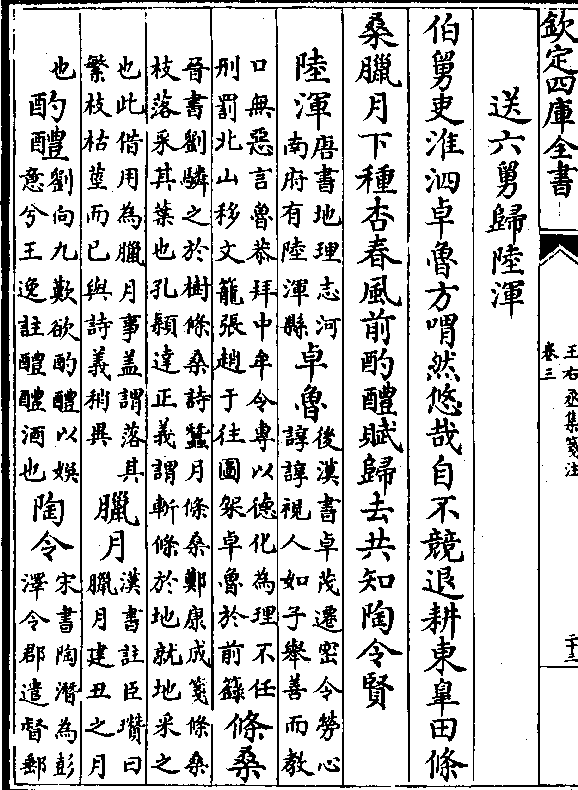 欽定四庫全書
王右丞集箋注
卷三
二十三
送六舅歸陸渾
伯舅吏淮泗卓魯方喟然悠哉自不競退耕東臯田條
桑臘月下種杏春風前酌醴賦歸去共知陶令賢
陸渾
唐書地理志河
南府有陸渾縣
卓魯
後漢書卓茂遷密令勞心
諄諄視人如子舉善而教
口無惡言魯恭拜中牟令專以德化為理不任
刑罰北山移文籠張趙于往圖架卓魯於前籙
條桑
晉書劉驎之於樹條桑詩蠶月條桑鄭康成箋條桑
枝落采其葉也孔穎達正義謂斬條於地就地采之
也此借用為臘月事盖謂落其
繁枝枯莖而已與詩義稍異
臘月
漢書註臣瓚曰
臘月建丑之月
也
酌醴
劉向九歎欲酌醴以娛
意兮王逸註醴醴酒也
陶令
宋書陶潛為彭
澤令郡遣督郵